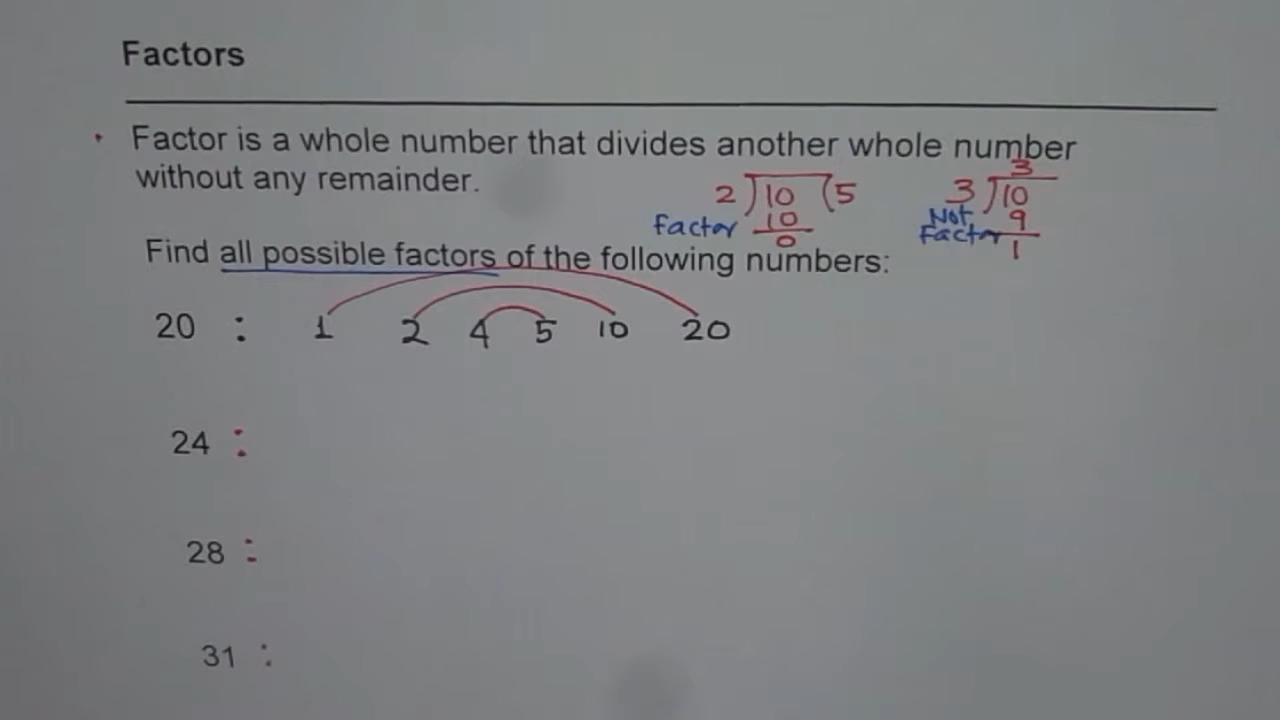 Factors
Factor is a whole number that divides another whole number
without any remainder.
2 10 5
Factor 10
0
3
3 10
Not 9
Factor 1
Find all possible factors of the following numbers:
20 : 1 2 4 5 10 20
24 :
28 :
31 :